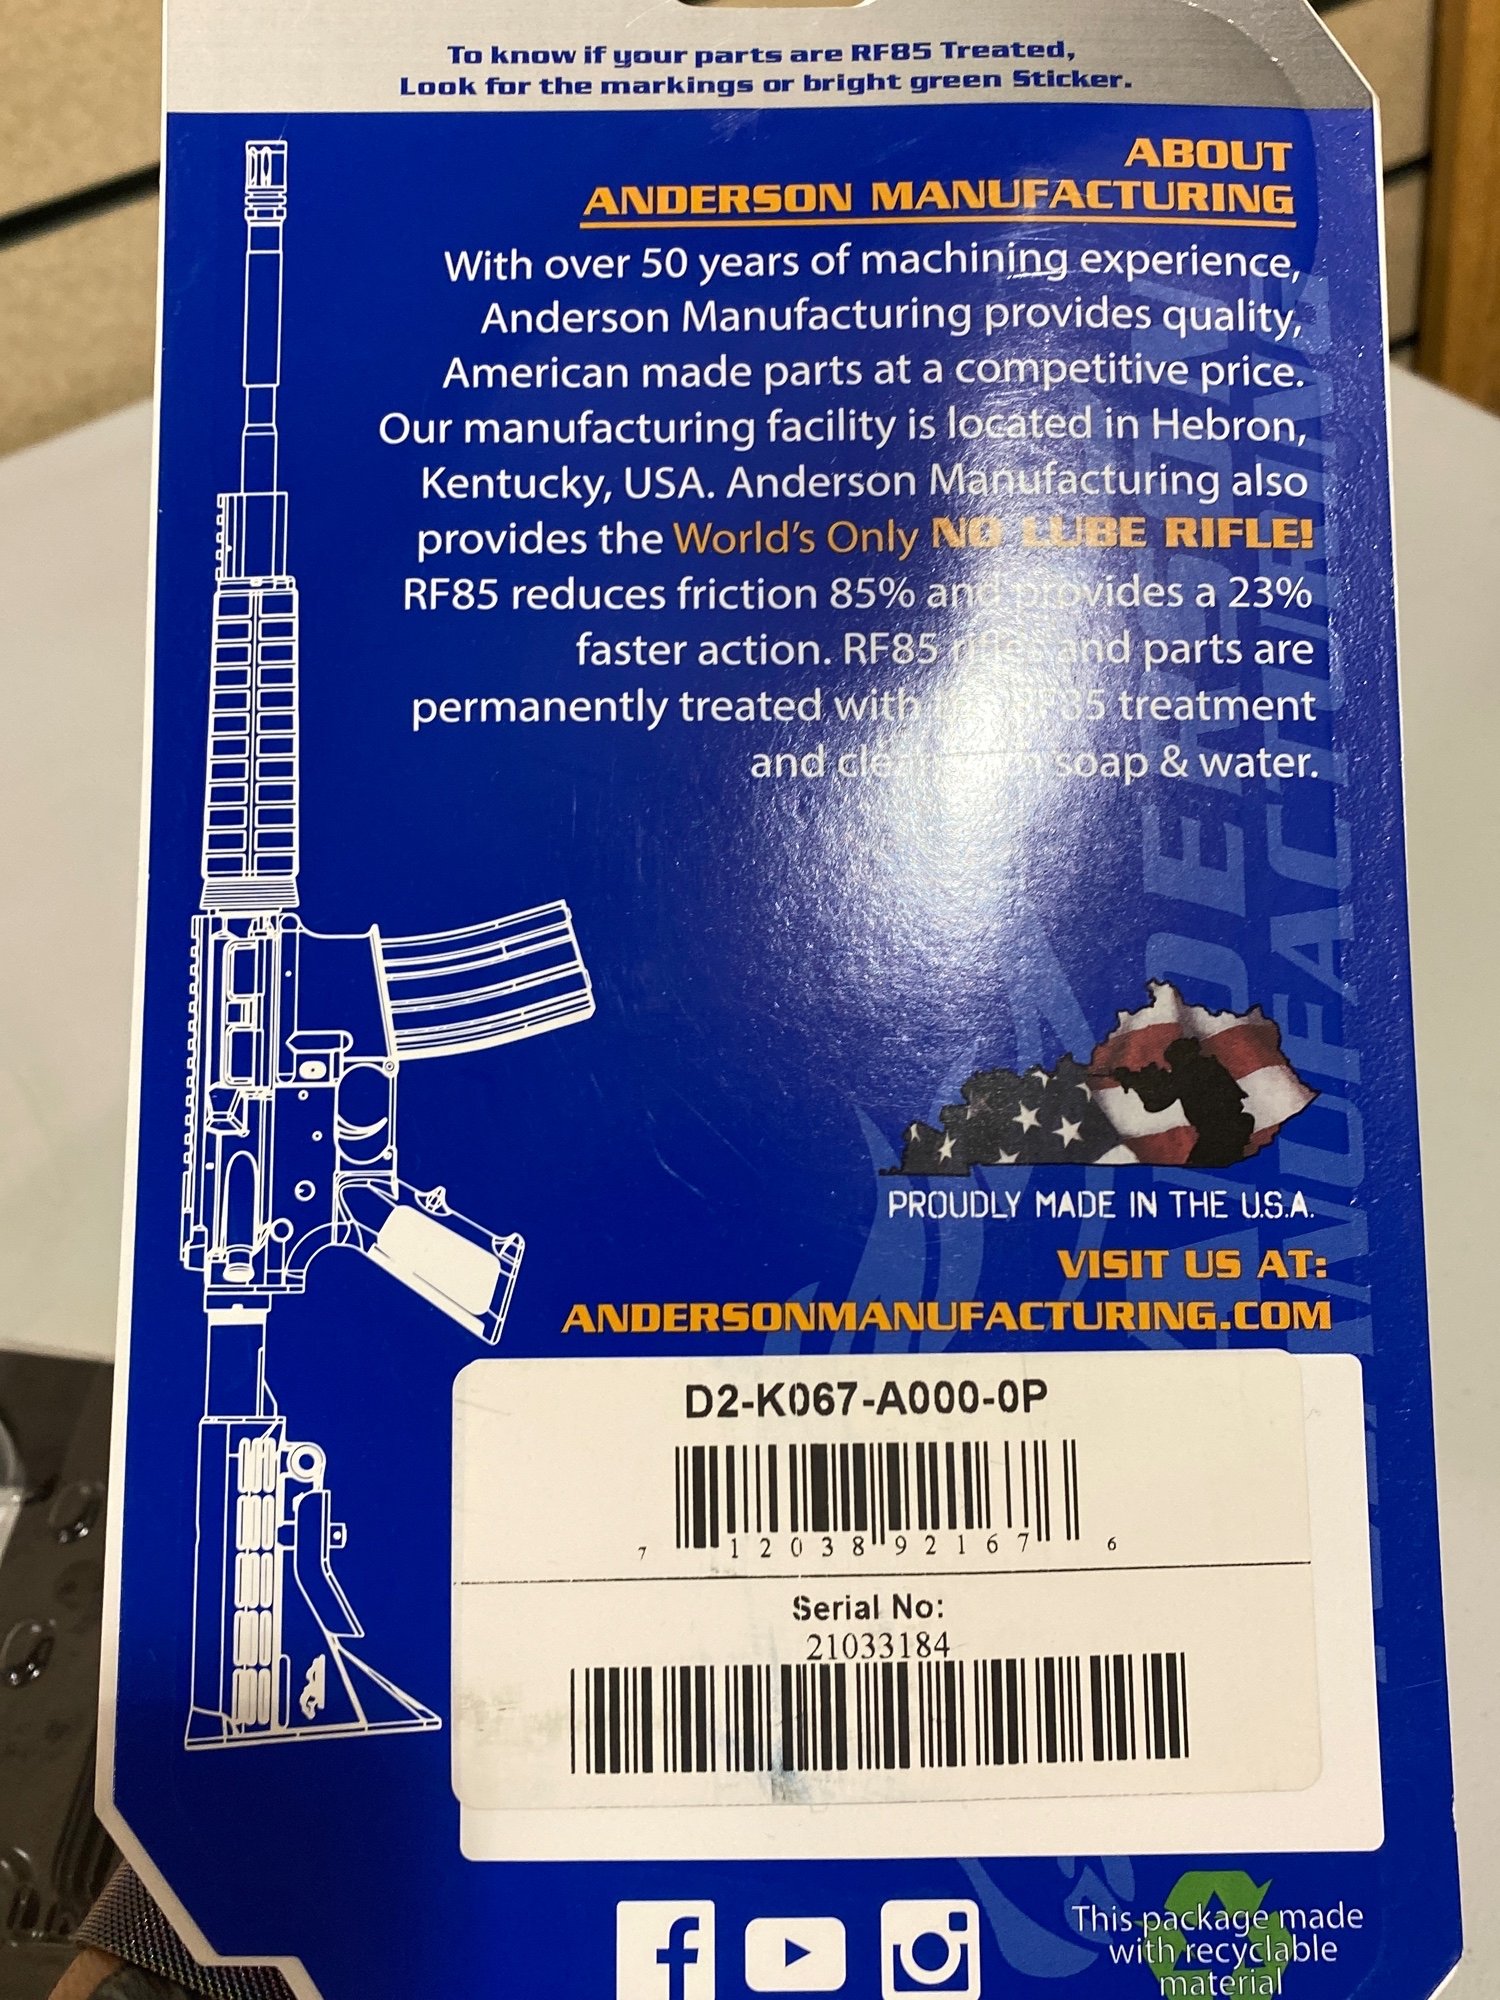 To know if your parts are RF85 Treated,
Look for the markings or bright green Sticker.
ABOUT
ANDERSON MANUFACTURING
With over 50 years of machining experience,
Anderson Manufacturing provides quality,
American made parts at a competitive price.
Our manufacturing facility is located in Hebron,
Kentucky, USA. Anderson Manufacturing also
provides the World's Only NO LUBE RIFLE!
RF85 reduces friction 85% and provides a 23%
faster action. RF85 rifles and parts are
permanently treated with the RF85 treatment
and soap & water.
ANDERSON
MANUFACTURING
PROUDLY MADE IN THE U.S.A.
VISIT US AT:
ANDERSONMANUFACTURING.COM
D2-K067-A000-0P
7 12038 92167 6
Serial No:
21033184
This package made
with recyclable
material